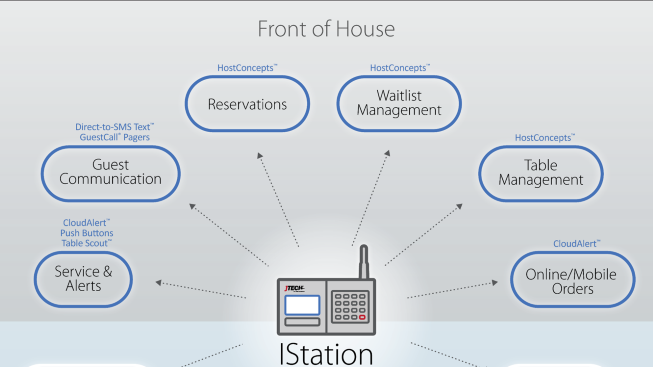 Front of House
HostConcepts™
Reservations
HostConcepts™
Waitlist
Management
Direct-to-SMS Text™
GuestCall™ Pagers
Guest
Communication
HostConcepts™
Table
Management
CloudAlert™
Push Buttons
Table Scout™
Service &
Alerts
CloudAlert™
Online/Mobile
Orders
JTECH
IStation